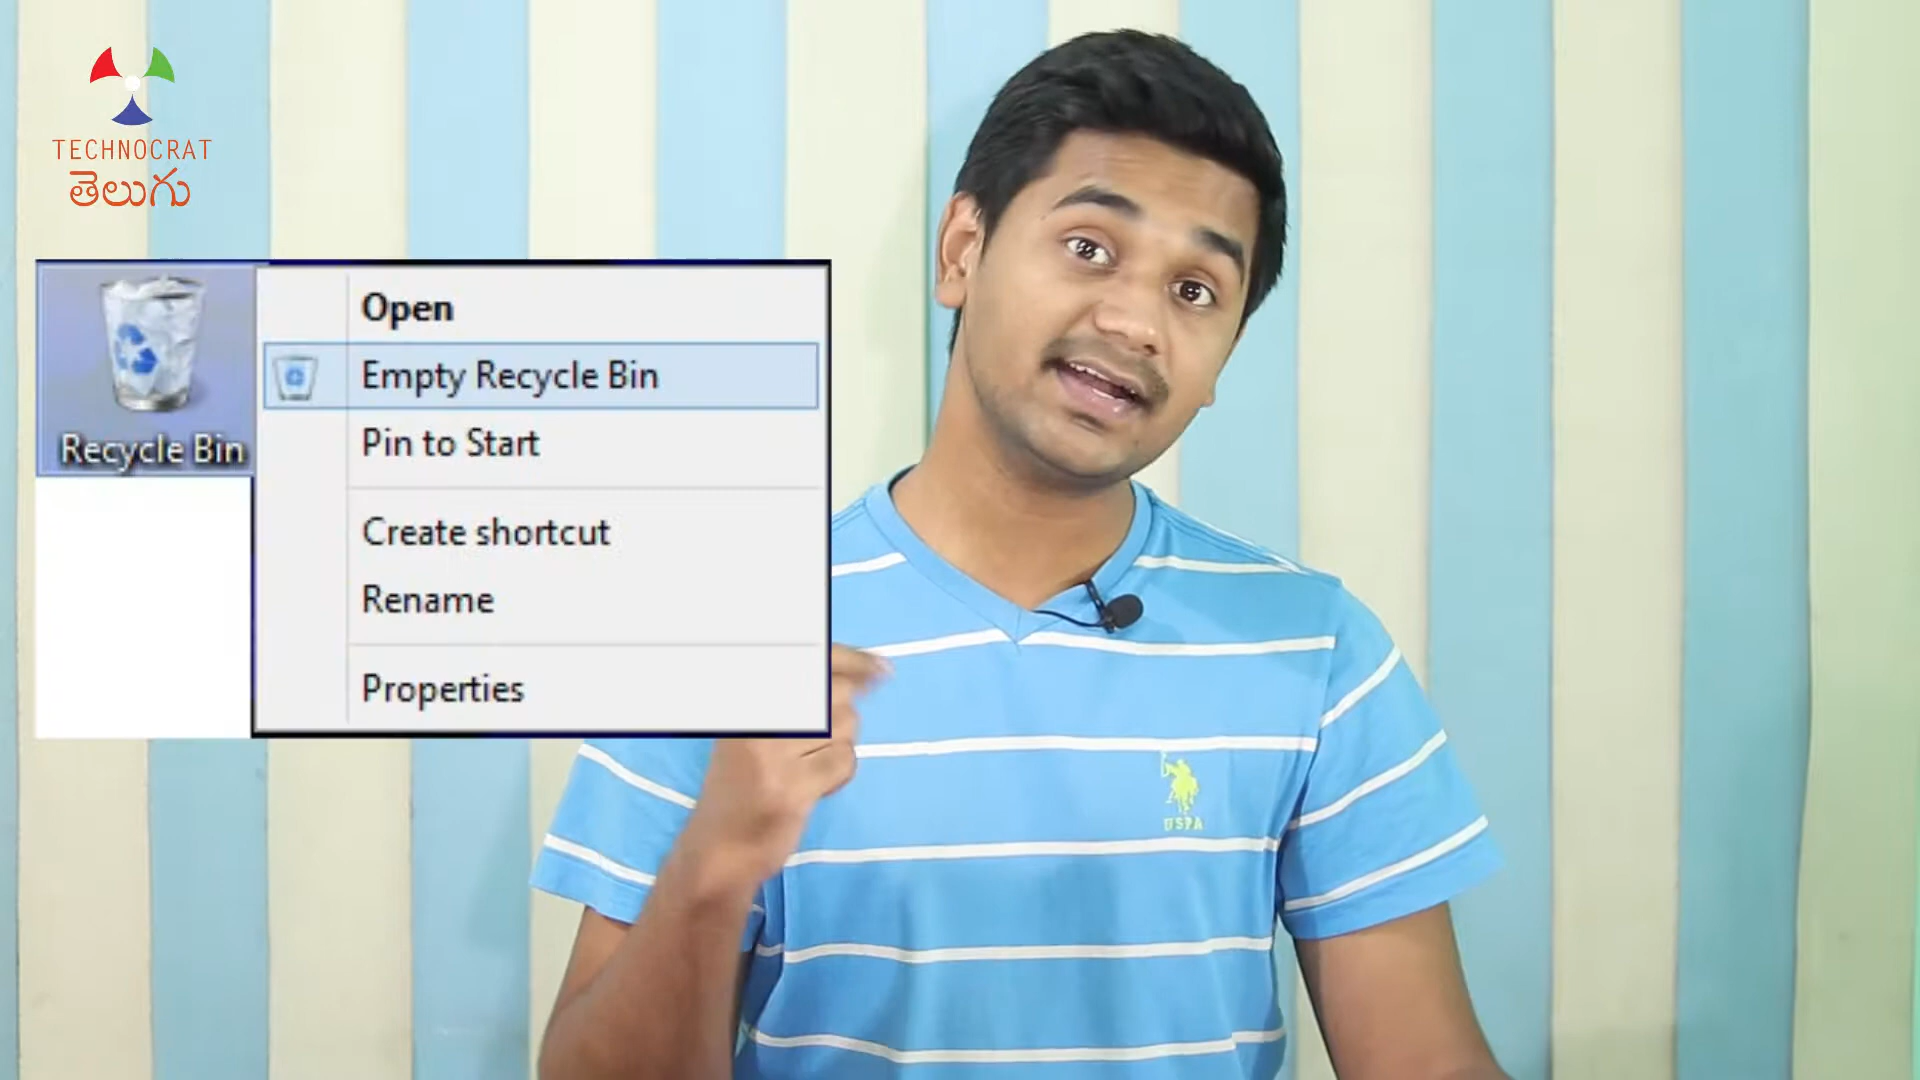 TECHNOCRAT
తెలుగు
Recycle Bin
Open
Empty Recycle Bin
Pin to Start
Create shortcut
Rename
Properties
USPA